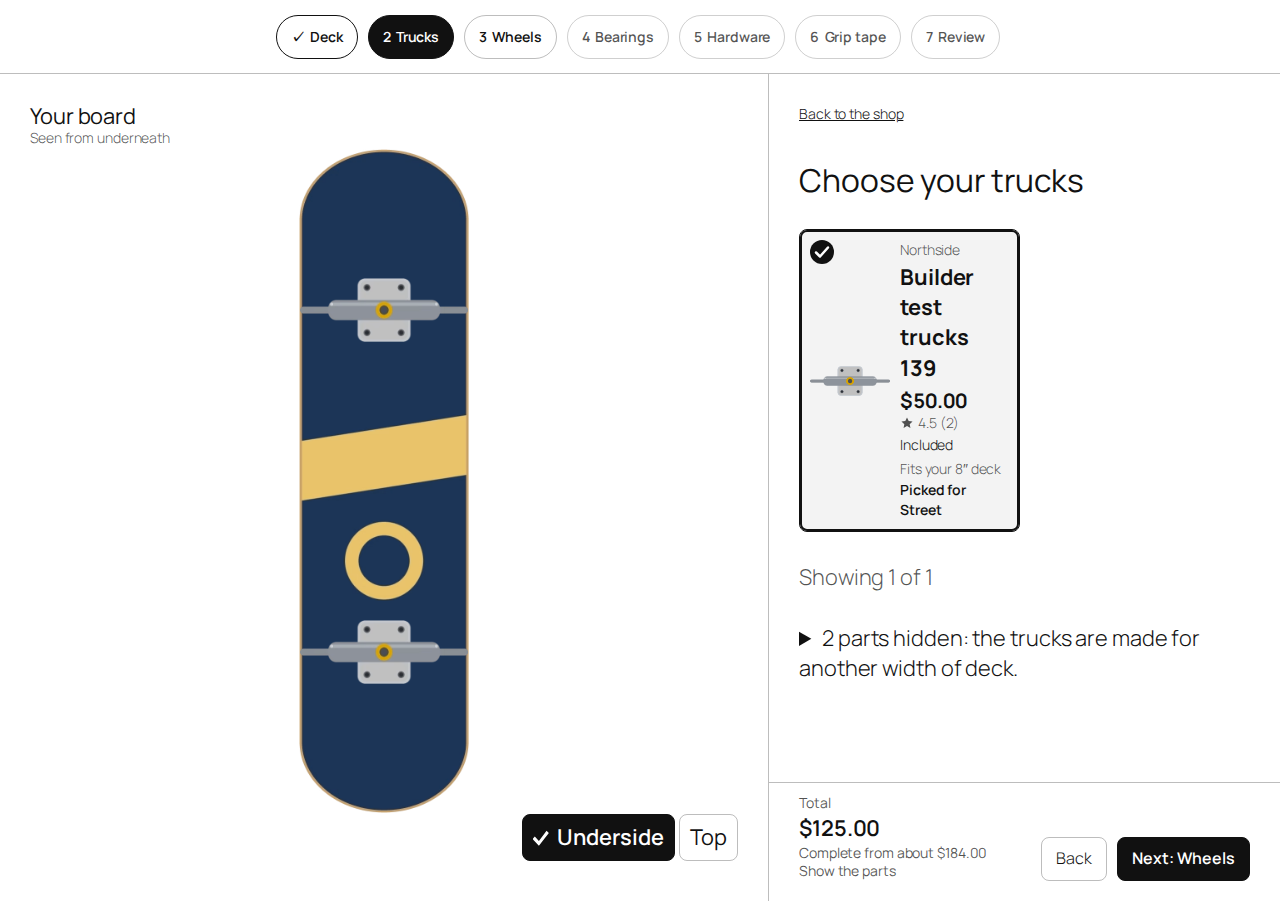 ✓ Deck
2 Trucks
3 Wheels
4 Bearings
5 Hardware
6 Grip tape
7 Review
Your board
Seen from underneath
✓ Underside
Top
Back to the shop
Choose your trucks
Northside
Builder
test
trucks
139
$50.00
★ 4.5 (2)
Included
Fits your 8″ deck
Picked for
Street
Showing 1 of 1
▶ 2 parts hidden: the trucks are made for
another width of deck.
Total
$125.00
Complete from about $184.00
Show the parts
Back
Next: Wheels